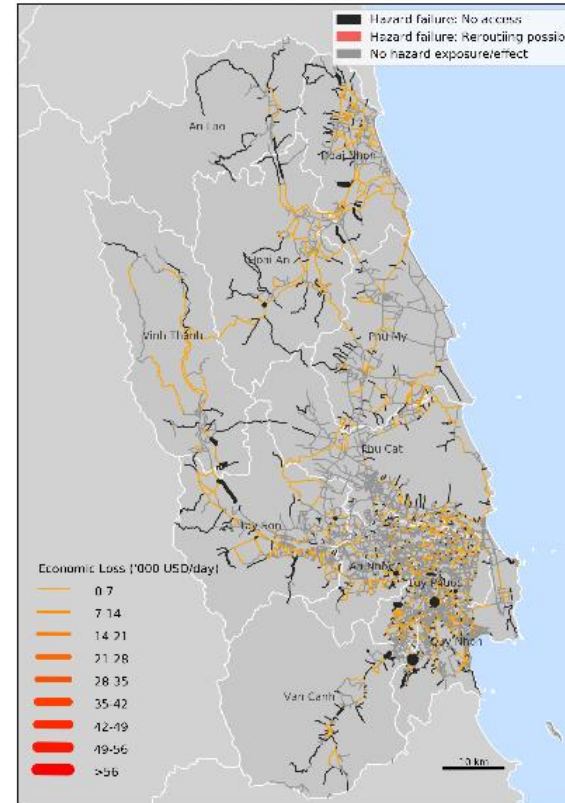 Hazard failure: No access
Hazard failure: Rerouting possib
No hazard exposure/effect
An Lao
Hoai Nhon
Hoai An
Vinh Thanh
Phu My
Phu Cat
Tay Son
An Nhon
Tuy Phuoc
Quy Nhon
Van Canh
Economic Loss ('000 USD/day)
0-7
7-14
14-21
21-28
28-35
35-42
42-49
49-56
>56
10 km